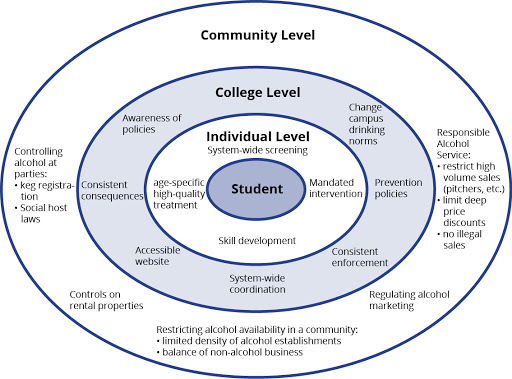 Community Level
College Level
Awareness of
policies
Change
campus
drinking
norms
Individual Level
System-wide screening
Controlling
alcohol at
parties:
• keg registra-
tion
• Social host
laws
Responsible
Alcohol
Service:
• restrict high
volume sales
(pitchers, etc.)
• limit deep
price
discounts
• no illegal
sales
Consistent
consequences
age-specific
high-quality
treatment
Student
Mandated
intervention
Prevention
policies
Skill development
Accessible
website
Consistent
enforcement
System-wide
coordination
Controls on
rental properties
Regulating alcohol
marketing
Restricting alcohol availability in a community:
• limited density of alcohol establishments
• balance of non-alcohol business